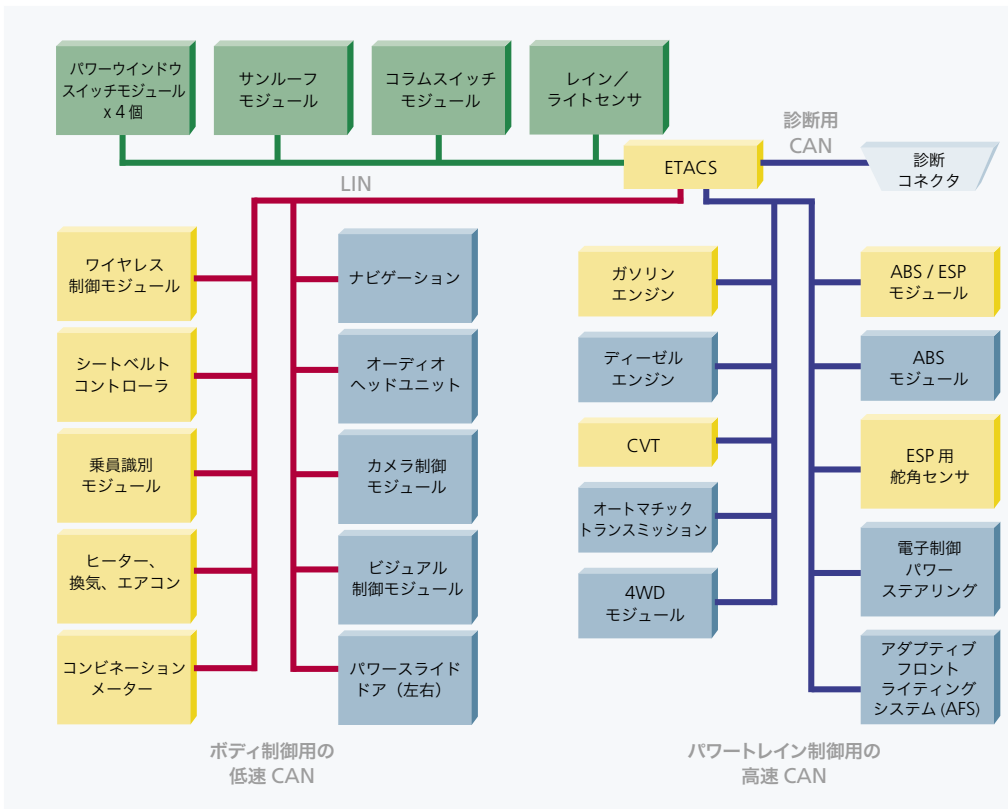 パワーウインドウ
スイッチモジュール
x 4 個
サンルーフ
モジュール
コラムスイッチ
モジュール
レイン／
ライトセンサ
診断用
CAN
ETACS
診断
コネクタ
LIN
ワイヤレス
制御モジュール
シートベルト
コントローラ
乗員識別
モジュール
ヒーター、
換気、エアコン
コンビネーション
メーター
ナビゲーション
オーディオ
ヘッドユニット
カメラ制御
モジュール
ビジュアル
制御モジュール
パワースライド
ドア（左右）
ガソリン
エンジン
ディーゼル
エンジン
CVT
オートマチック
トランスミッション
4WD
モジュール
ABS / ESP
モジュール
ABS
モジュール
ESP 用
舵角センサ
電子制御
パワー
ステアリング
アダプティブ
フロント
ライティング
システム (AFS)
ボディ制御用の
低速 CAN
パワートレイン制御用の
高速 CAN